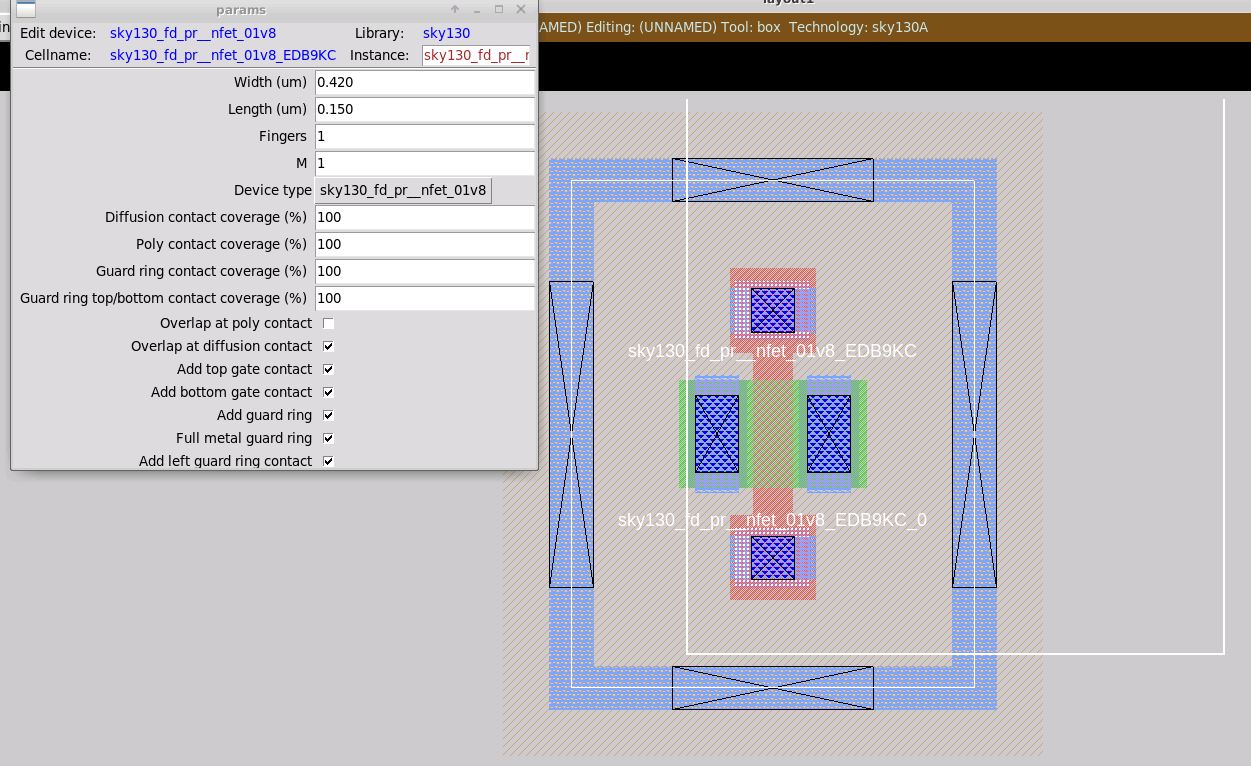 params
layout1
AMED) Editing: (UNNAMED) Tool: box Technology: sky130A
Edit device: sky130_fd_pr__nfet_01v8 Library: sky130
Cellname: sky130_fd_pr__nfet_01v8_EDB9KC Instance: sky130_fd_pr__r
Width (um) 0.420
Length (um) 0.150
Fingers 1
M 1
Device type sky130_fd_pr__nfet_01v8
Diffusion contact coverage (%) 100
Poly contact coverage (%) 100
Guard ring contact coverage (%) 100
Guard ring top/bottom contact coverage (%) 100
Overlap at poly contact
Overlap at diffusion contact
Add top gate contact
Add bottom gate contact
Add guard ring
Full metal guard ring
Add left guard ring contact
sky130_fd_pr__nfet_01v8_EDB9KC
sky130_fd_pr__nfet_01v8_EDB9KC_0